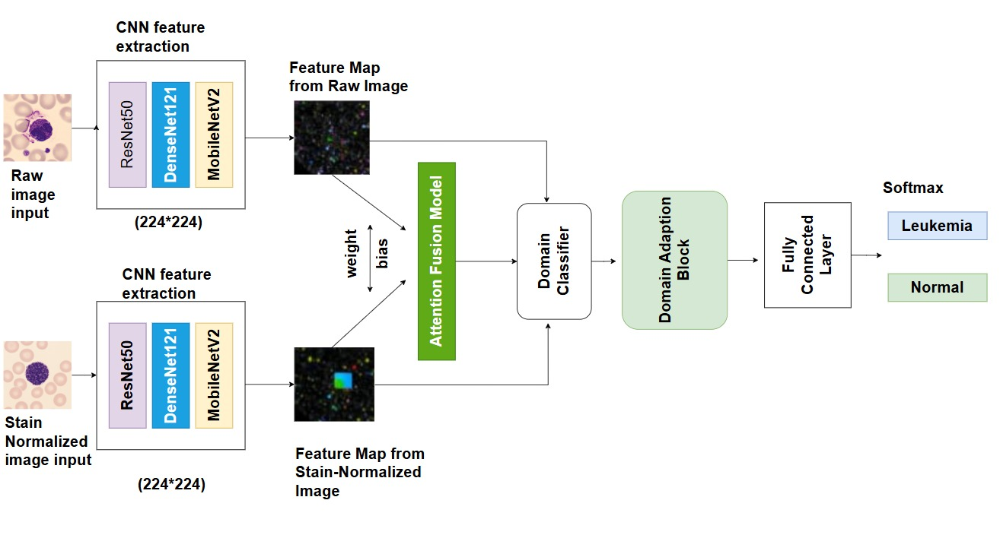 CNN feature
extraction
ResNet50
DenseNet121
MobileNetV2
(224*224)
Raw
image
input
Feature Map
from Raw Image
weight
bias
Attention Fusion Model
Domain
Classifier
Domain Adaption
Block
Fully
Connected
Layer
Softmax
Leukemia
Normal
CNN feature
extraction
ResNet50
DenseNet121
MobileNetV2
(224*224)
Stain
Normalized
image input
Feature Map from
Stain-Normalized
Image